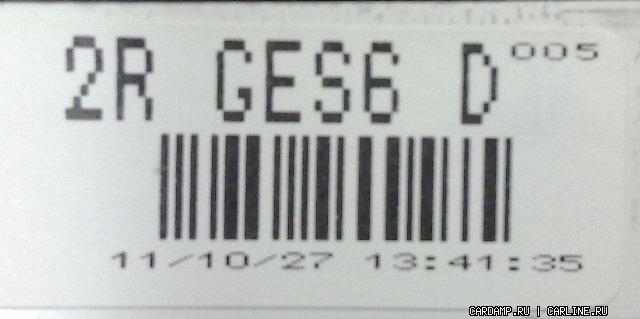 2R GES6 D 005
11/10/27 13:41:35
CARDAMP.RU | CARLINE.RU